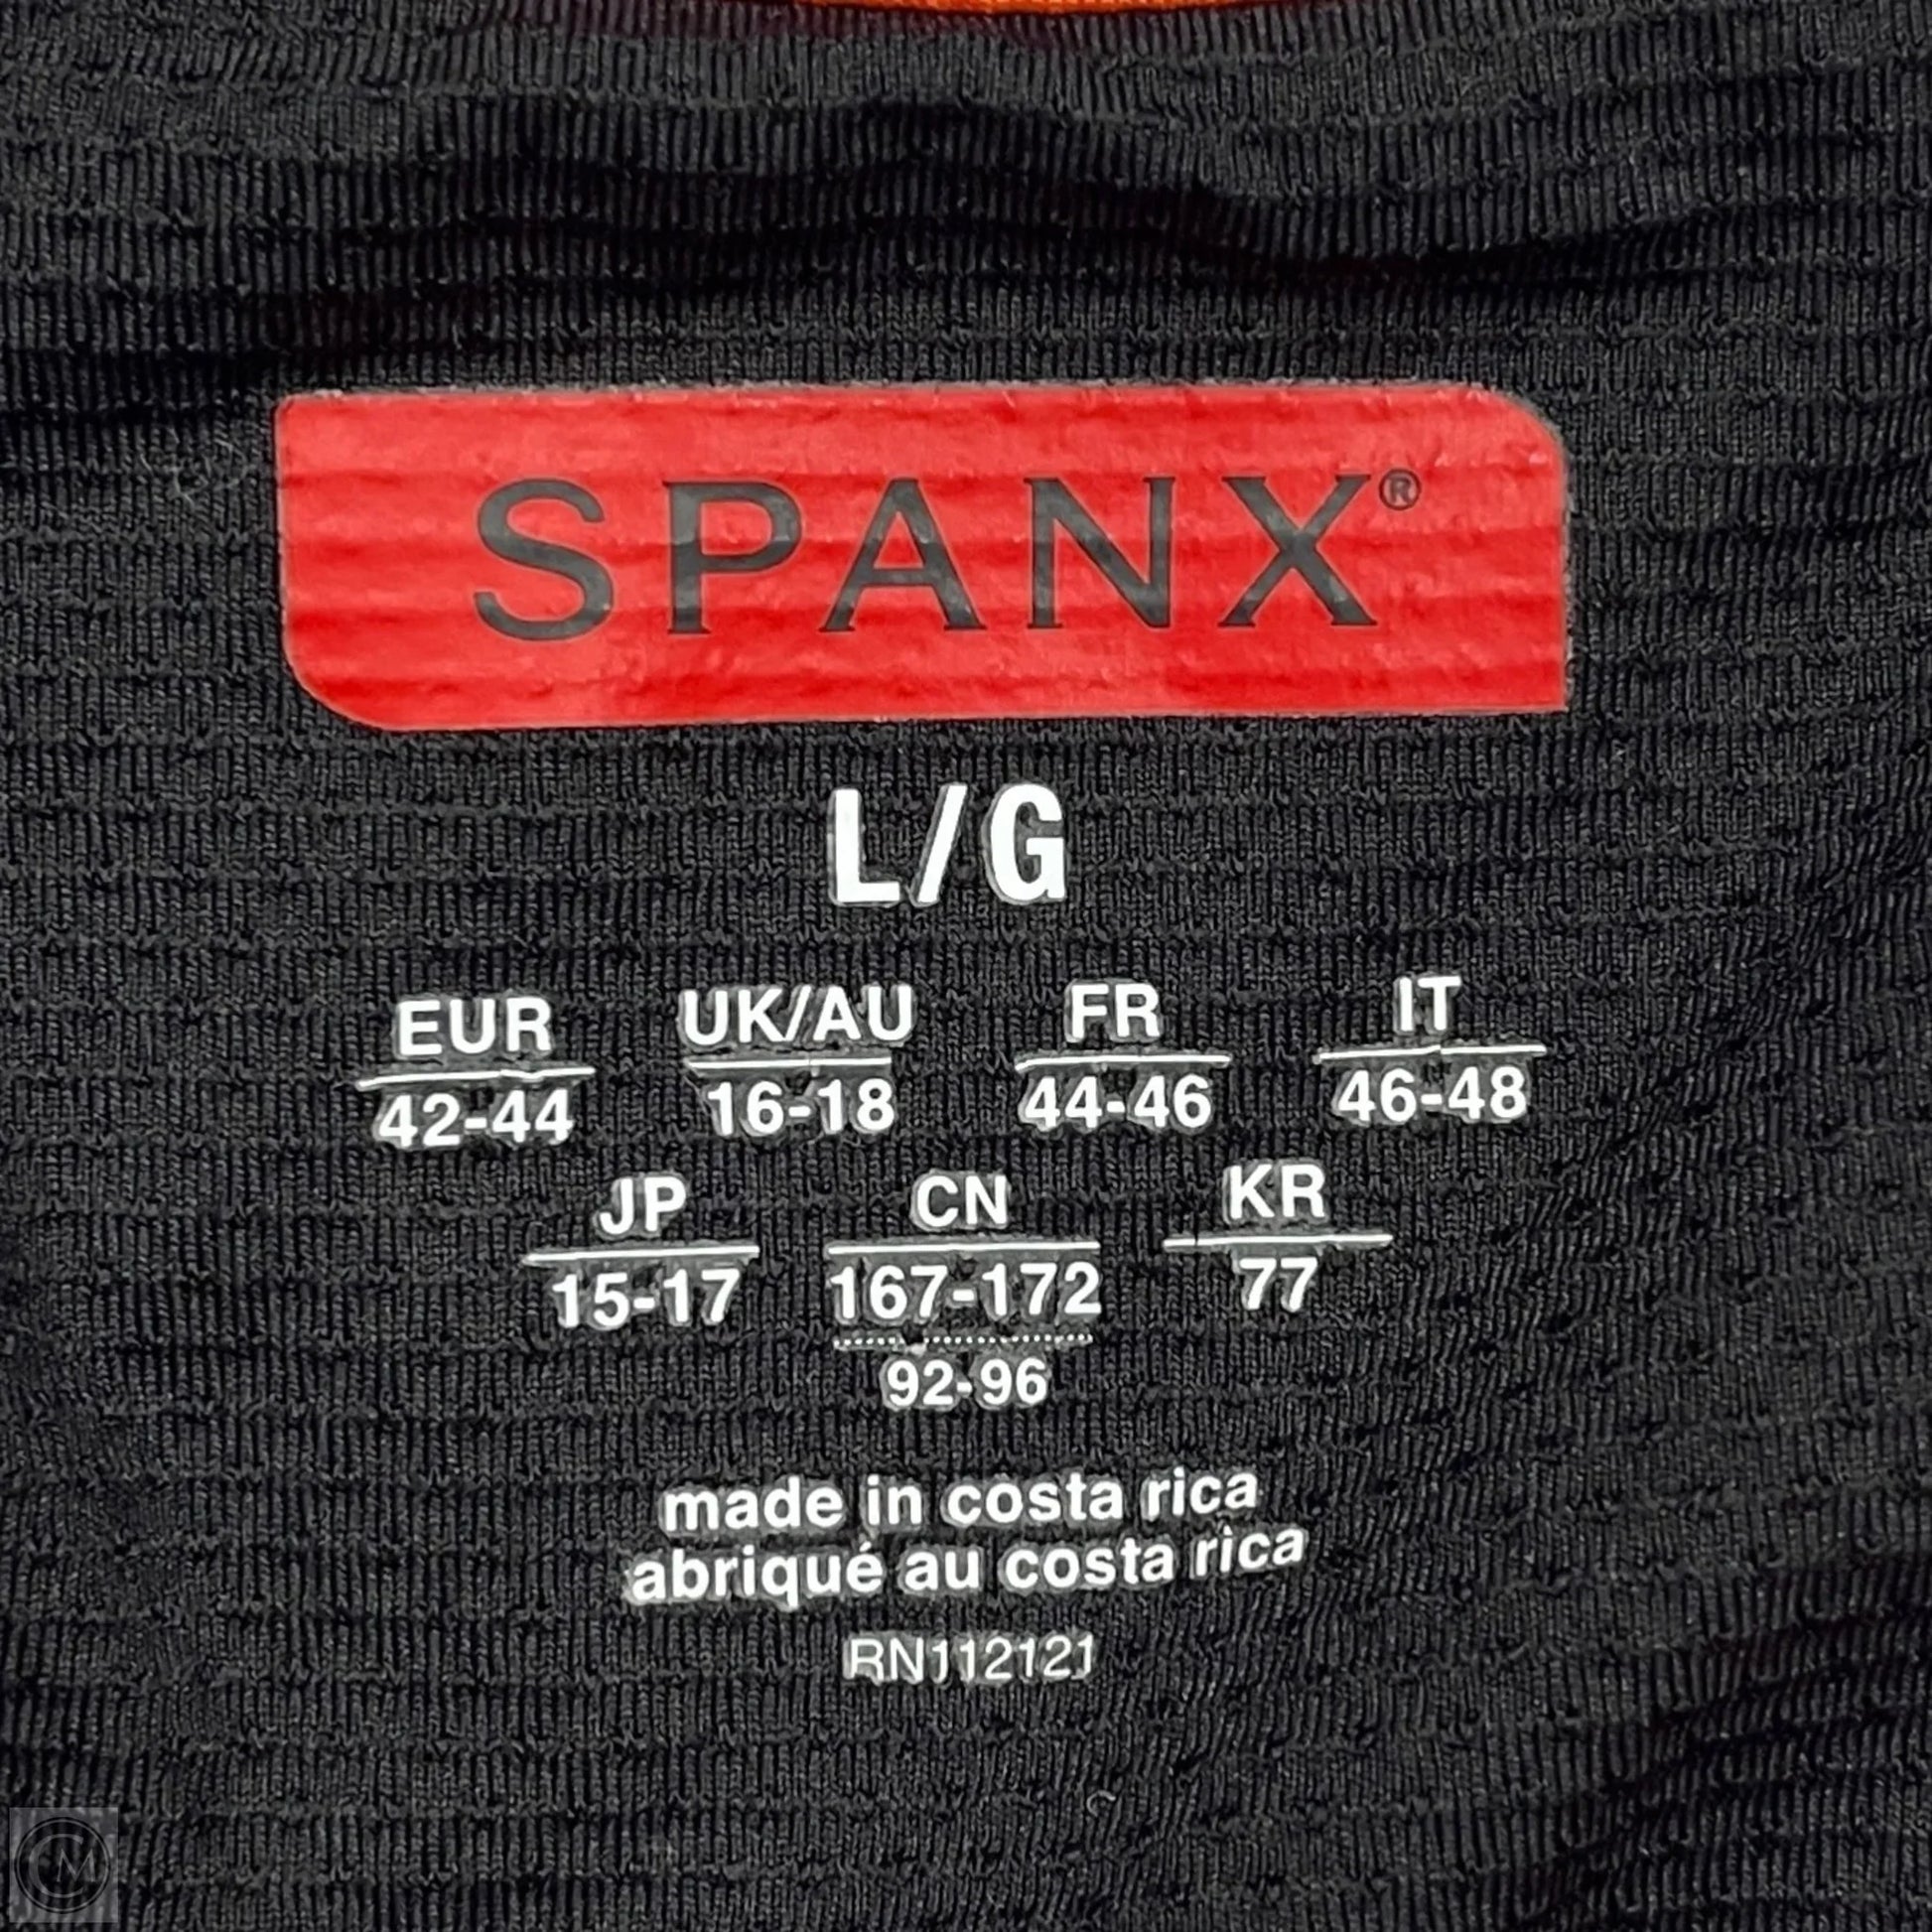 SPANX®
L/G
EUR UK/AU FR IT
42-44 16-18 44-46 46-48
JP CN KR
15-17 167-172 77
92-96
made in costa rica
abriqué au costa rica
RN112121
CM